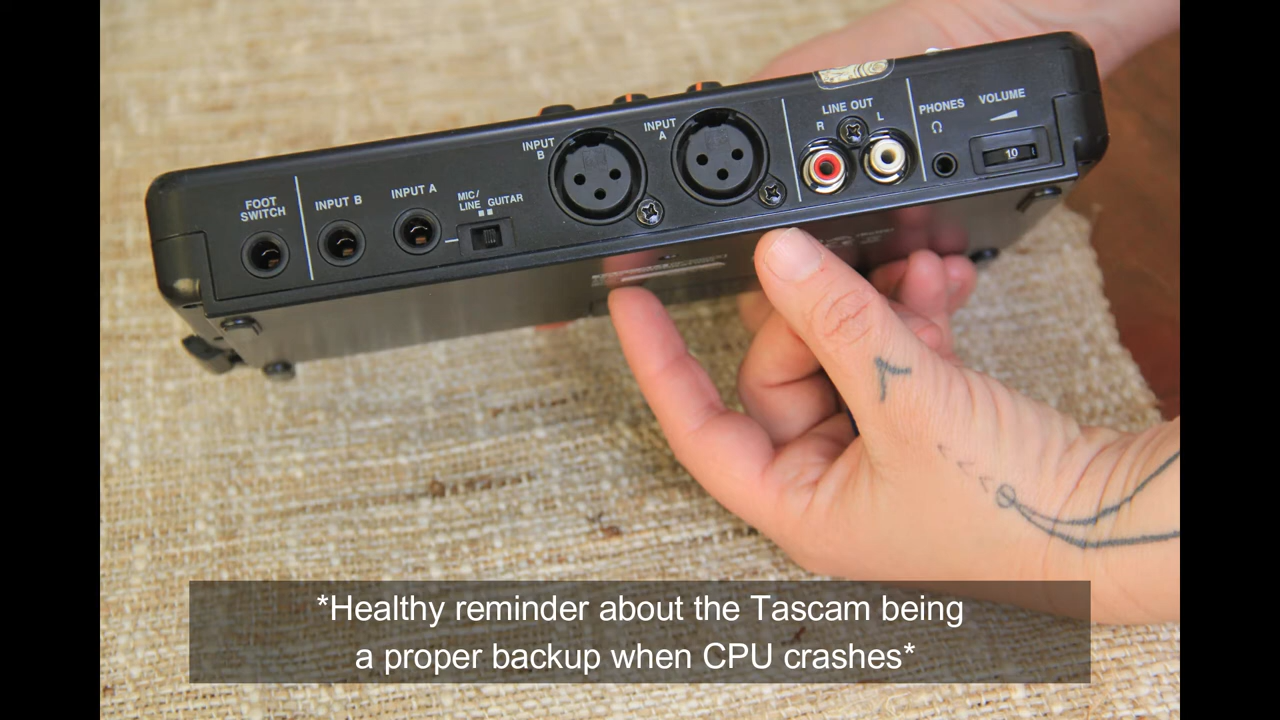 FOOT
SWITCH
INPUT B
INPUT A
MIC/
LINE GUITAR
INPUT
B
INPUT
A
LINE OUT
R L
PHONES
VOLUME
10
*Healthy reminder about the Tascam being
a proper backup when CPU crashes*